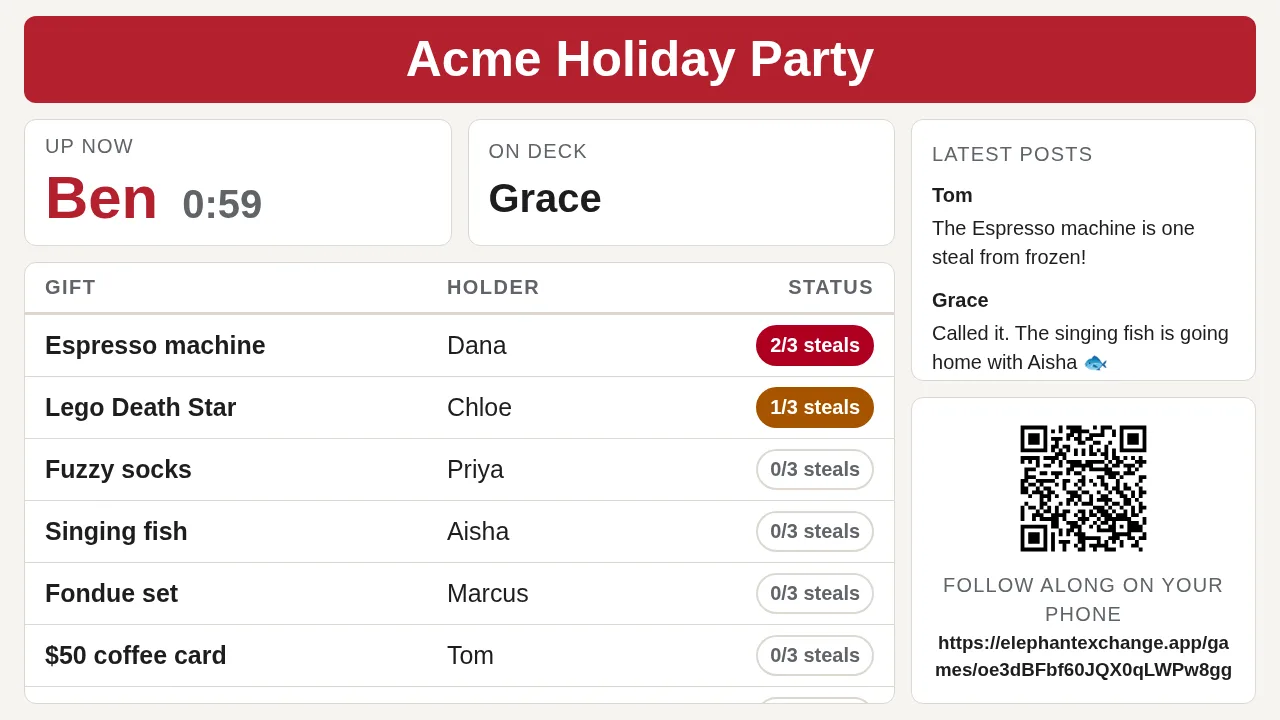 Acme Holiday Party
UP NOW
Ben 0:59
ON DECK
Grace
GIFT HOLDER STATUS
Espresso machine Dana 2/3 steals
Lego Death Star Chloe 1/3 steals
Fuzzy socks Priya 0/3 steals
Singing fish Aisha 0/3 steals
Fondue set Marcus 0/3 steals
$50 coffee card Tom 0/3 steals
LATEST POSTS
Tom
The Espresso machine is one
steal from frozen!
Grace
Called it. The singing fish is going
home with Aisha 🐟
FOLLOW ALONG ON YOUR
PHONE
https://elephantexchange.app/ga
mes/oe3dBFbf60JQX0qLWPw8gg